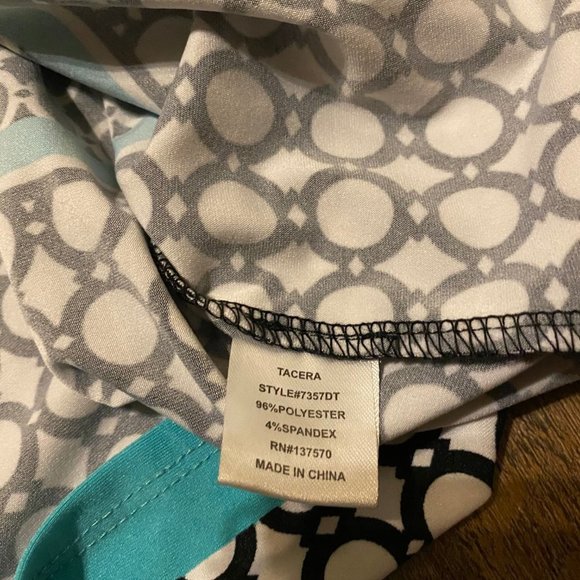 TACERA
STYLE#7357DT
96%POLYESTER
4%SPANDEX
RN#137570
MADE IN CHINA